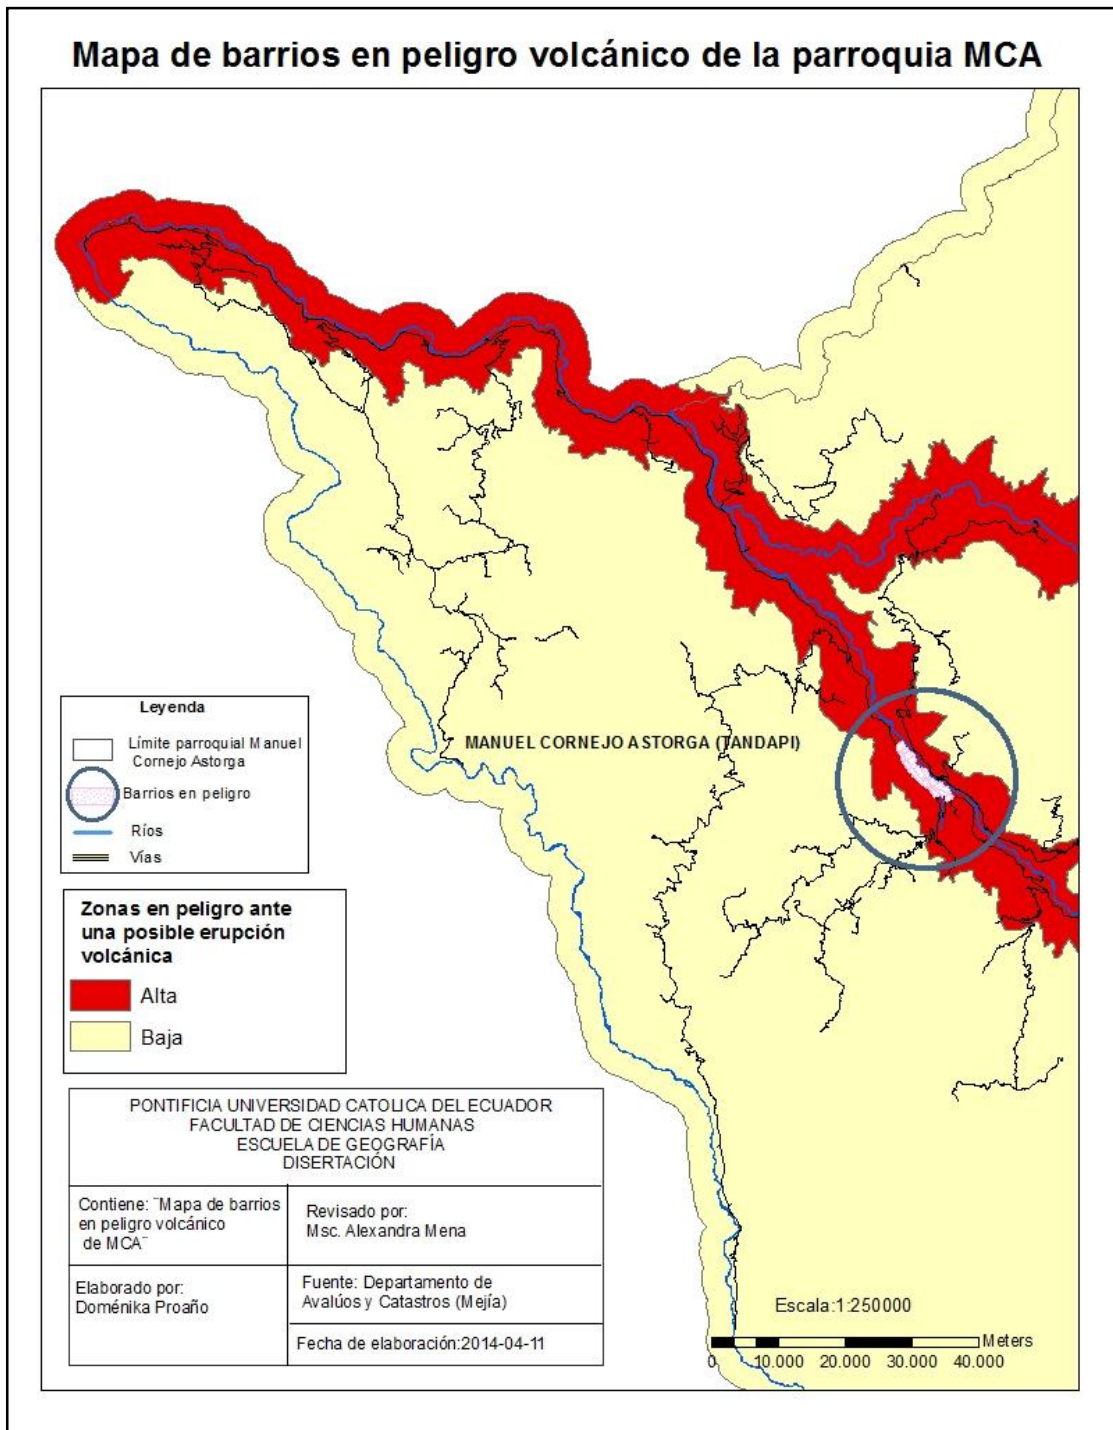 Mapa de barrios en peligro volcánico de la parroquia MCA
MANUEL CORNEJO ASTORGA (TANDAPI)
Leyenda
Límite parroquial Manuel
Cornejo Astorga
Barrios en peligro
Ríos
Vías
Zonas en peligro ante
una posible erupción
volcánica
Alta
Baja
PONTIFICIA UNIVERSIDAD CATOLICA DEL ECUADOR
FACULTAD DE CIENCIAS HUMANAS
ESCUELA DE GEOGRAFÍA
DISERTACIÓN
Contiene: ¨Mapa de barrios
en peligro volcánico
de MCA¨
Revisado por:
Msc. Alexandra Mena
Elaborado por:
Doménika Proaño
Fuente: Departamento de
Avalúos y Catastros (Mejía)
Fecha de elaboración:2014-04-11
Escala:1:250000
Meters
0 10.000 20.000 30.000 40.000